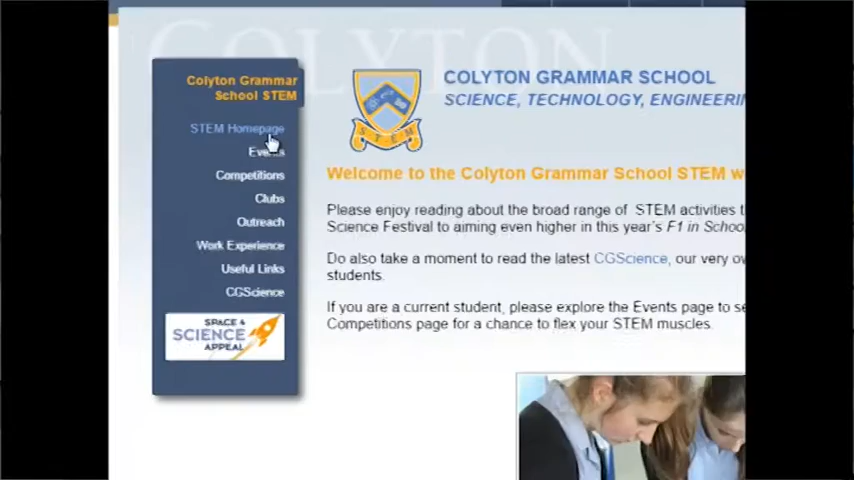 COLYTON
Colyton Grammar
School STEM
STEM Homepage
Events
Competitions
Clubs
Outreach
Work Experience
Useful Links
CGScience
SPACE 4
SCIENCE
APPEAL
STEM
COLYTON GRAMMAR SCHOOL
SCIENCE, TECHNOLOGY, ENGINEERIN
Welcome to the Colyton Grammar School STEM w
Please enjoy reading about the broad range of STEM activities t
Science Festival to aiming even higher in this year's F1 in Schoo
Do also take a moment to read the latest CGScience, our very ow
students.
If you are a current student, please explore the Events page to se
Competitions page for a chance to flex your STEM muscles.